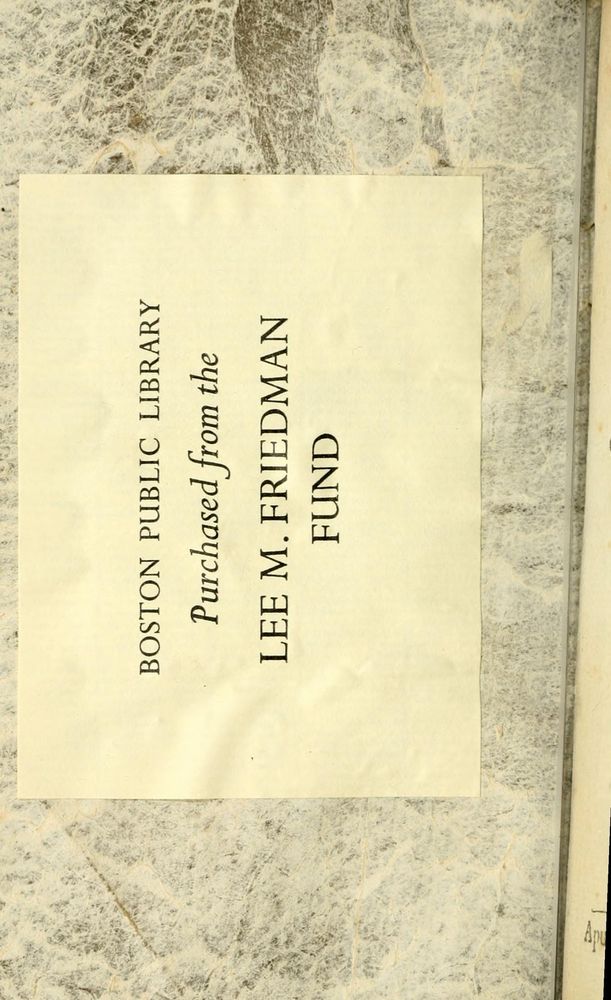 BOSTON PUBLIC LIBRARY
Purchased from the
LEE M. FRIEDMAN
FUND